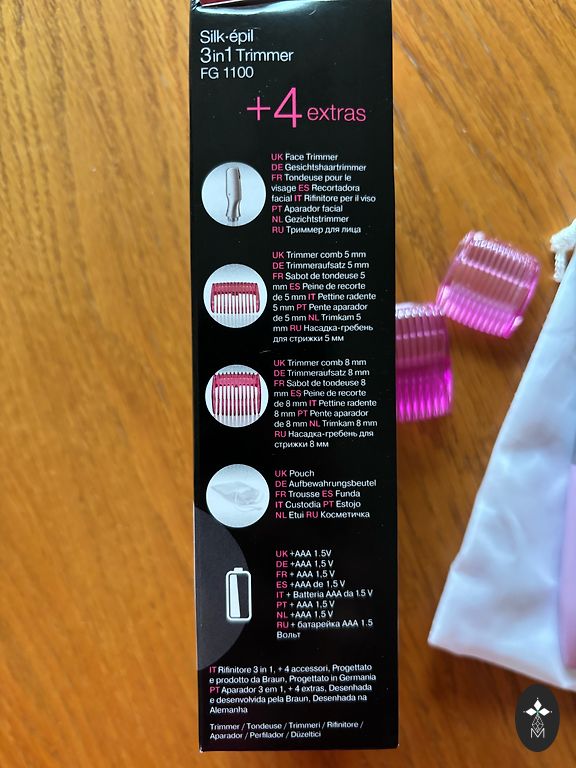 Silk·épil
3in1 Trimmer
FG 1100
+4 extras
UK Face Trimmer
DE Gesichtshaartrimmer
FR Tondeuse pour le
visage ES Recortadora
facial IT Rifinitore per il viso
PT Aparador facial
NL Gezichtstrimmer
RU Триммер для лица
UK Trimmer comb 5 mm
DE Trimmeraufsatz 5 mm
FR Sabot de tondeuse 5
mm ES Peine de recorte
de 5 mm IT Pettine radente
5 mm PT Pente aparador
de 5 mm NL Trimkam 5
mm RU Насадка-гребень
для стрижки 5 мм
UK Trimmer comb 8 mm
DE Trimmeraufsatz 8 mm
FR Sabot de tondeuse 8
mm ES Peine de recorte
de 8 mm IT Pettine radente
8 mm PT Pente aparador
de 8 mm NL Trimkam 8
mm RU Насадка-гребень для
стрижки 8 мм
UK Pouch
DE Aufbewahrungsbeutel
FR Trousse ES Funda
IT Custodia PT Estojo
NL Etui RU Косметичка
UK +AAA 1.5V
DE +AAA 1,5 V
FR + AAA 1,5 V
ES +AAA de 1,5 V
IT + Batteria AAA da 1.5 V
PT + AAA 1,5 V
NL +AAA 1,5 V
RU + батарейка AAA 1.5
Вольт
IT Rifinitore 3 in 1, + 4 accessori, Progettato
e prodotto da Braun, Progettato in Germania
PT Aparador 3 em 1, + 4 extras, Desenhada
e desenvolvida pela Braun, Desenhada na
Alemanha
Trimmer / Tondeuse / Trimmeri / Rifinitore /
Aparador / Perfilador / Düzeltici